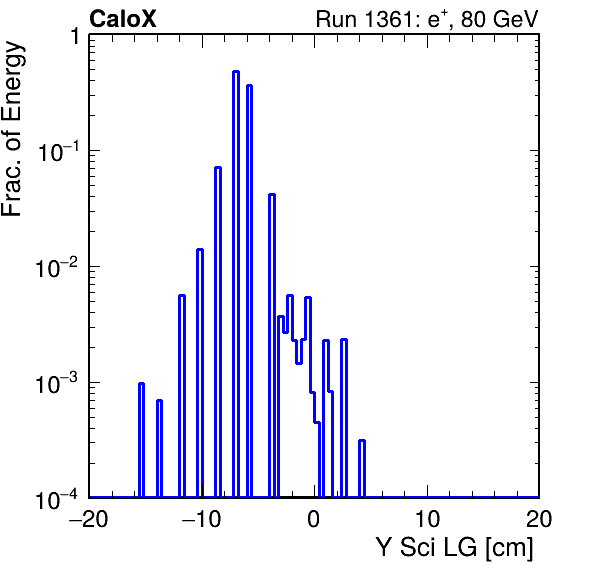 CaloX Run 1361: e⁺, 80 GeV
Frac. of Energy
1
10⁻¹
10⁻²
10⁻³
10⁻⁴
−20 −10 0 10 20
Y Sci LG [cm]